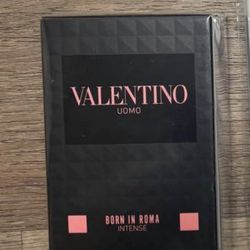 VALENTINO
UOMO
BORN IN ROMA
INTENSE